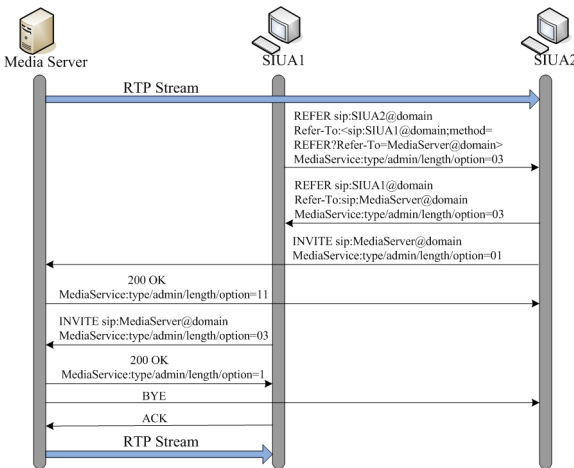 Media Server
SIUA1
SIUA2
RTP Stream
REFER sip:SIUA2@domain
Refer-To:<sip:SIUA1@domain;method=
REFER?Refer-To=MediaServer@domain>
MediaService:type/admin/length/option=03
REFER sip:SIUA1@domain
Refer-To:sip:MediaServer@domain
MediaService:type/admin/length/option=03
INVITE sip:MediaServer@domain
MediaService:type/admin/length/option=01
200 OK
MediaService:type/admin/length/option=11
INVITE sip:MediaServer@domain
MediaService:type/admin/length/option=03
200 OK
MediaService:type/admin/length/option=1
BYE
ACK
RTP Stream